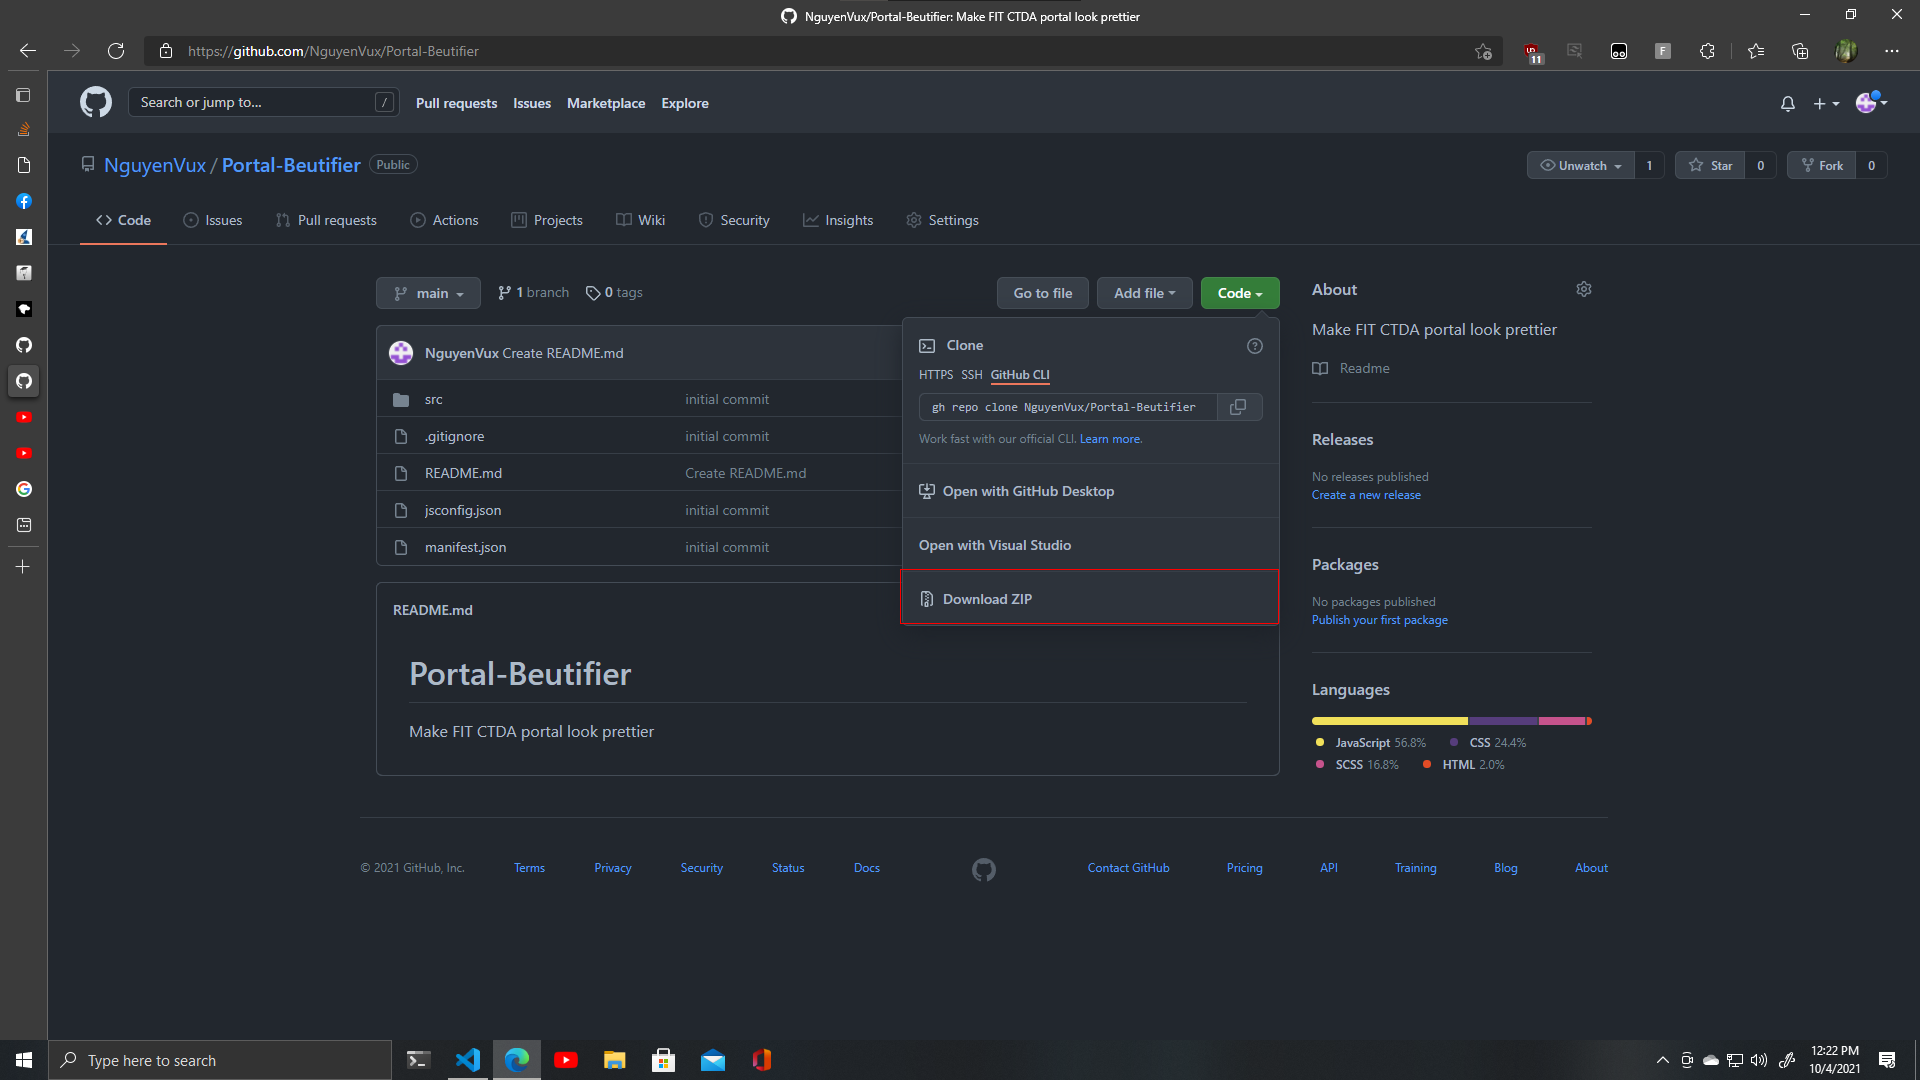 NguyenVux/Portal-Beutifier: Make FIT CTDA portal look prettier
https://github.com/NguyenVux/Portal-Beutifier
11
F
Search or jump to...
/
Pull requests
Issues
Marketplace
Explore
NguyenVux / Portal-Beutifier
Public
Unwatch
1
Star
0
Fork
0
Code
Issues
Pull requests
Actions
Projects
Wiki
Security
Insights
Settings
main
1 branch
0 tags
Go to file
Add file
Code
NguyenVux Create README.md
src
initial commit
.gitignore
initial commit
README.md
Create README.md
jsconfig.json
initial commit
manifest.json
initial commit
Clone
HTTPS SSH GitHub CLI
gh repo clone NguyenVux/Portal-Beutifier
Work fast with our official CLI. Learn more.
Open with GitHub Desktop
Open with Visual Studio
Download ZIP
README.md
Portal-Beutifier
Make FIT CTDA portal look prettier
About
Make FIT CTDA portal look prettier
Readme
Releases
No releases published
Create a new release
Packages
No packages published
Publish your first package
Languages
JavaScript 56.8%
CSS 24.4%
SCSS 16.8%
HTML 2.0%
© 2021 GitHub, Inc.
Terms
Privacy
Security
Status
Docs
Contact GitHub
Pricing
API
Training
Blog
About
Type here to search
12:22 PM
10/4/2021